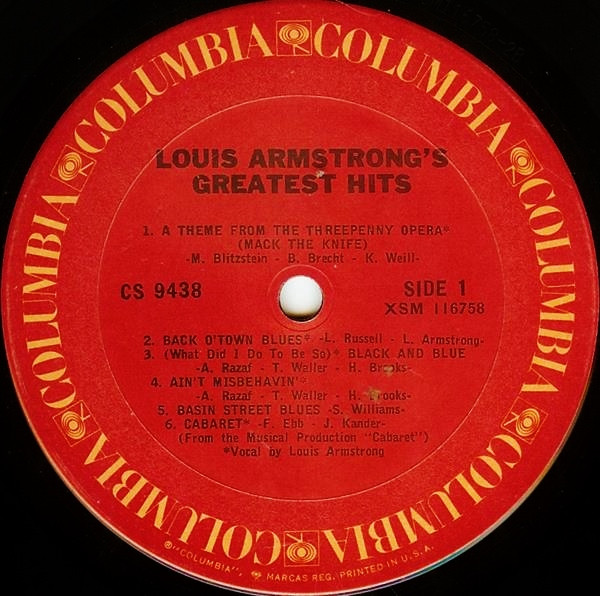 COLUMBIA COLUMBIA COLUMBIA COLUMBIA COLUMBIA COLUMBIA
LOUIS ARMSTRONG'S
GREATEST HITS
1. A THEME FROM THE THREEPENNY OPERA*
(MACK THE KNIFE)
-M. Blitzstein - B. Brecht - K. Weill-
CS 9438
SIDE 1
XSM 116758
2. BACK O'TOWN BLUES* -L. Russell - L. Armstrong-
3. (What Did I Do To Be So)* BLACK AND BLUE
-A. Razaf - T. Waller - H. Brooks-
4. AIN'T MISBEHAVIN'*
-A. Razaf - T. Waller - H. Brooks-
5. BASIN STREET BLUES -S. Williams-
6. CABARET* -F. Ebb - J. Kander-
(From the Musical Production "Cabaret")
*Vocal by Louis Armstrong
®"COLUMBIA", MARCAS REG. PRINTED IN U.S.A.